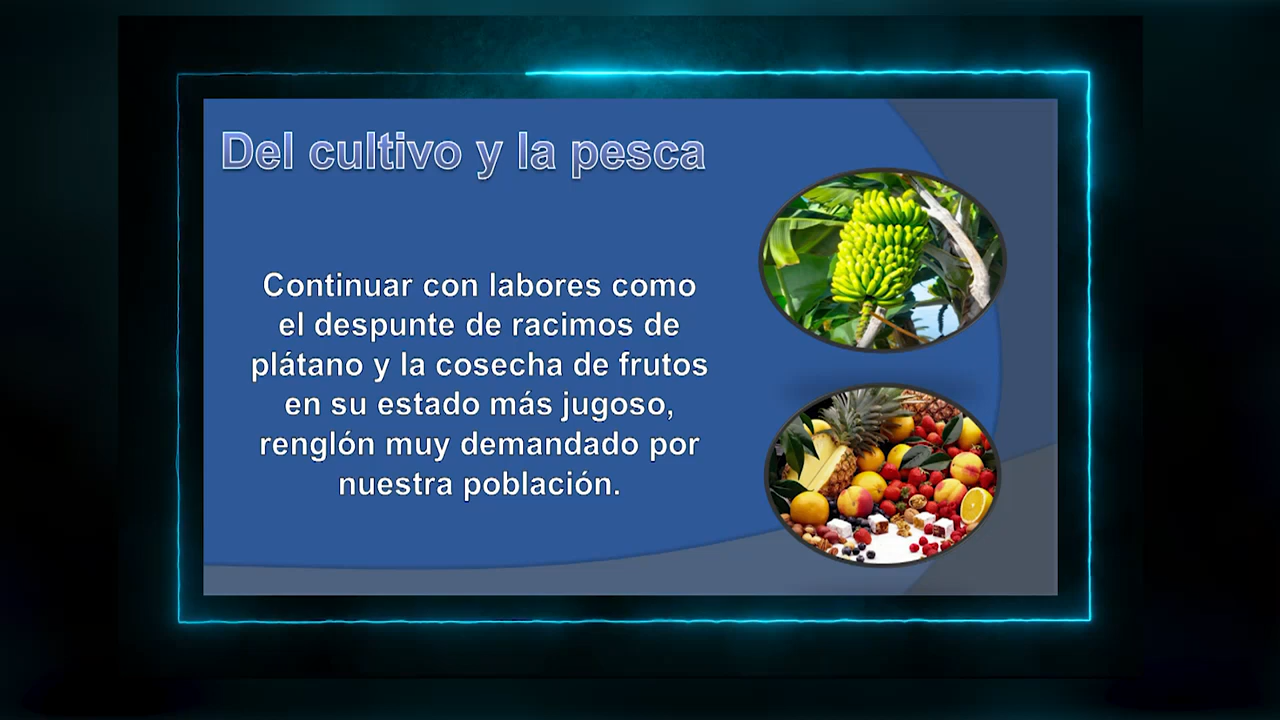 Del cultivo y la pesca
Continuar con labores como
el despunte de racimos de
plátano y la cosecha de frutos
en su estado más jugoso,
renglón muy demandado por
nuestra población.